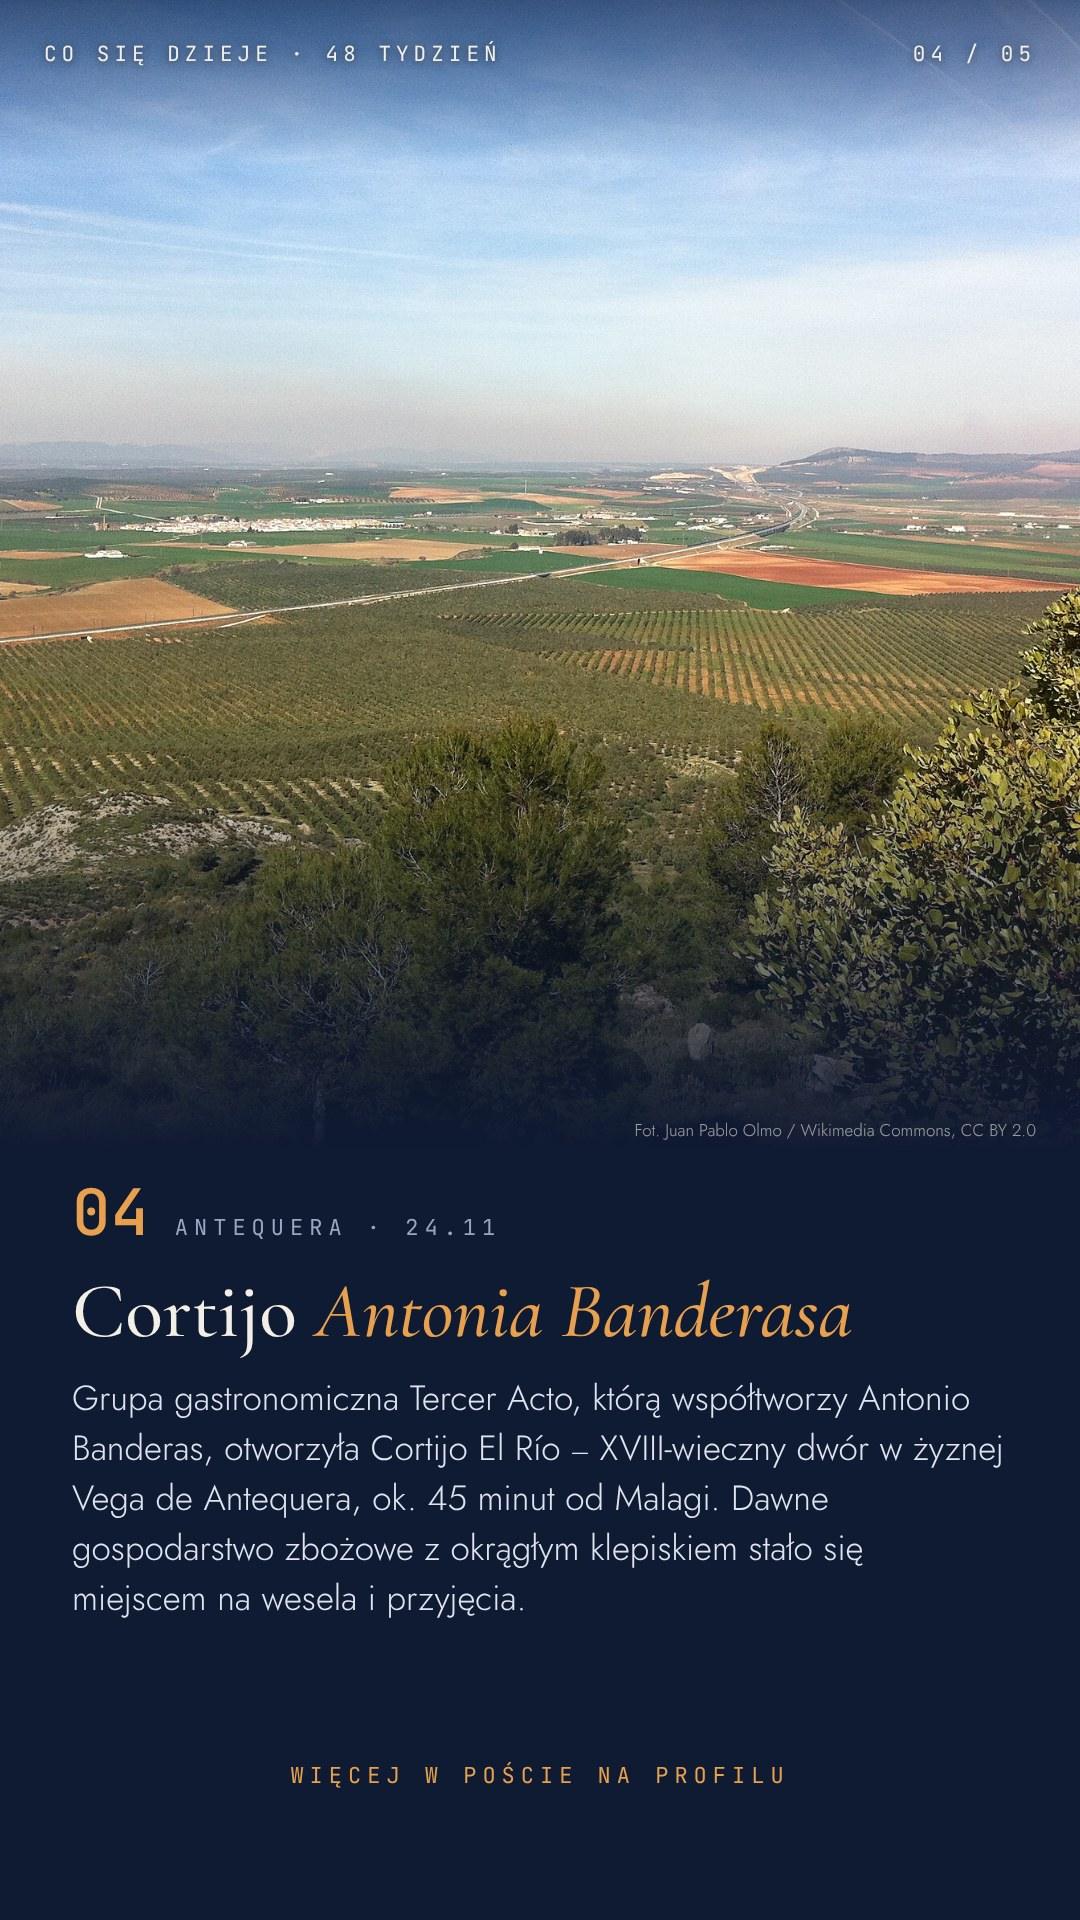 CO SIĘ DZIEJE · 48 TYDZIEŃ
04 / 05
Fot. Juan Pablo Olmo / Wikimedia Commons, CC BY 2.0
04 ANTEQUERA · 24.11
Cortijo Antonia Banderasa
Grupa gastronomiczna Tercer Acto, którą współtworzy Antonio
Banderas, otworzyła Cortijo El Río – XVIII-wieczny dwór w żyznej
Vega de Antequera, ok. 45 minut od Malagi. Dawne
gospodarstwo zbożowe z okrągłym klepiskiem stało się
miejscem na wesela i przyjęcia.
WIĘCEJ W POŚCIE NA PROFILU